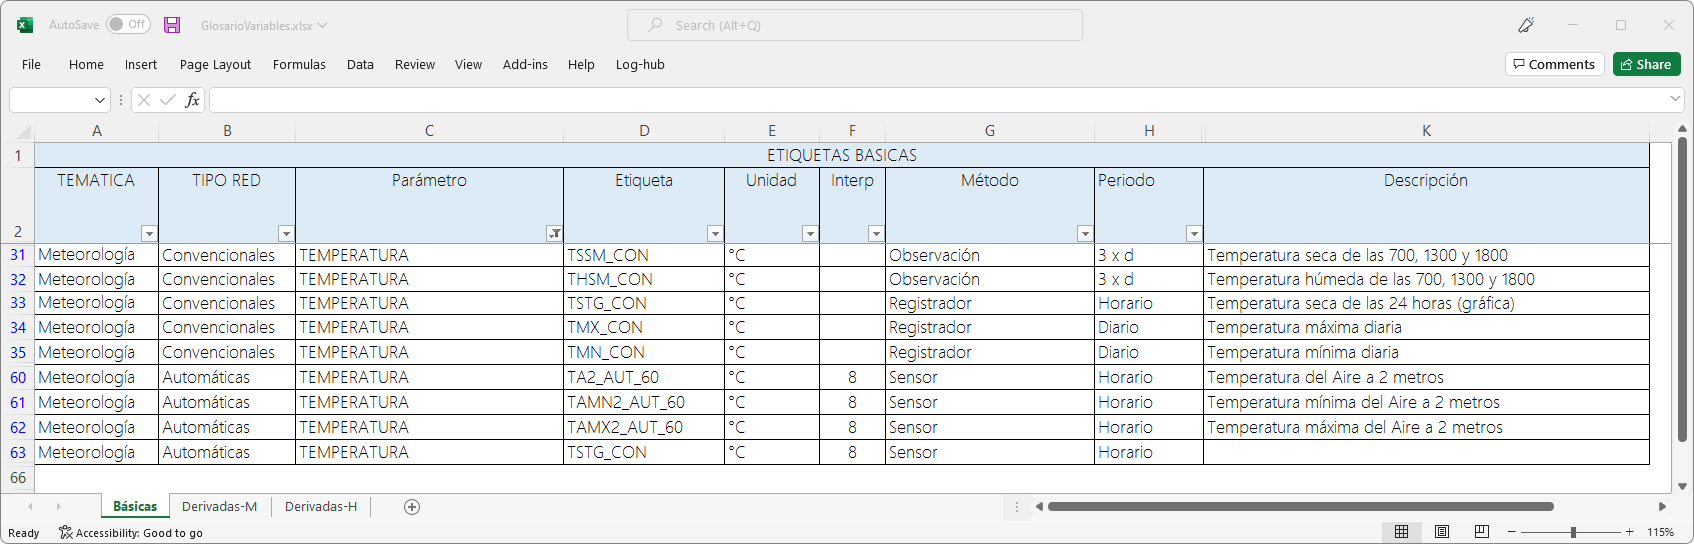 AutoSave Off GlosarioVariables.xlsx Search (Alt+Q)
File Home Insert Page Layout Formulas Data Review View Add-ins Help Log-hub Comments Share
fx
A B C D E F G H K
1 ETIQUETAS BASICAS
2 TEMATICA TIPO RED Parámetro Etiqueta Unidad Interp Método Periodo Descripción
31 Meteorología Convencionales TEMPERATURA TSSM_CON °C Observación 3 x d Temperatura seca de las 700, 1300 y 1800
32 Meteorología Convencionales TEMPERATURA THSM_CON °C Observación 3 x d Temperatura húmeda de las 700, 1300 y 1800
33 Meteorología Convencionales TEMPERATURA TSTG_CON °C Registrador Horario Temperatura seca de las 24 horas (gráfica)
34 Meteorología Convencionales TEMPERATURA TMX_CON °C Registrador Diario Temperatura máxima diaria
35 Meteorología Convencionales TEMPERATURA TMN_CON °C Registrador Diario Temperatura mínima diaria
60 Meteorología Automáticas TEMPERATURA TA2_AUT_60 °C 8 Sensor Horario Temperatura del Aire a 2 metros
61 Meteorología Automáticas TEMPERATURA TAMN2_AUT_60 °C 8 Sensor Horario Temperatura mínima del Aire a 2 metros
62 Meteorología Automáticas TEMPERATURA TAMX2_AUT_60 °C 8 Sensor Horario Temperatura máxima del Aire a 2 metros
63 Meteorología Automáticas TEMPERATURA TSTG_CON °C 8 Sensor Horario
66
Básicas Derivadas-M Derivadas-H
Ready Accessibility: Good to go 115%